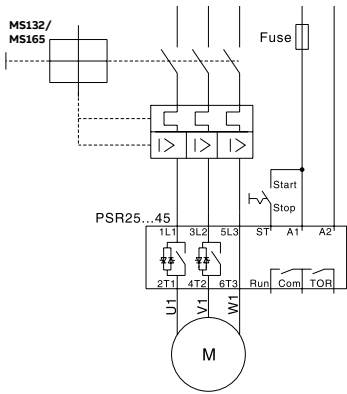 MS132/
MS165
Fuse
I>
I>
I>
Start
Stop
PSR25...45
1L1 3L2 5L3 ST A1 A2
2T1 4T2 6T3 Run Com TOR
U1
V1
W1
M